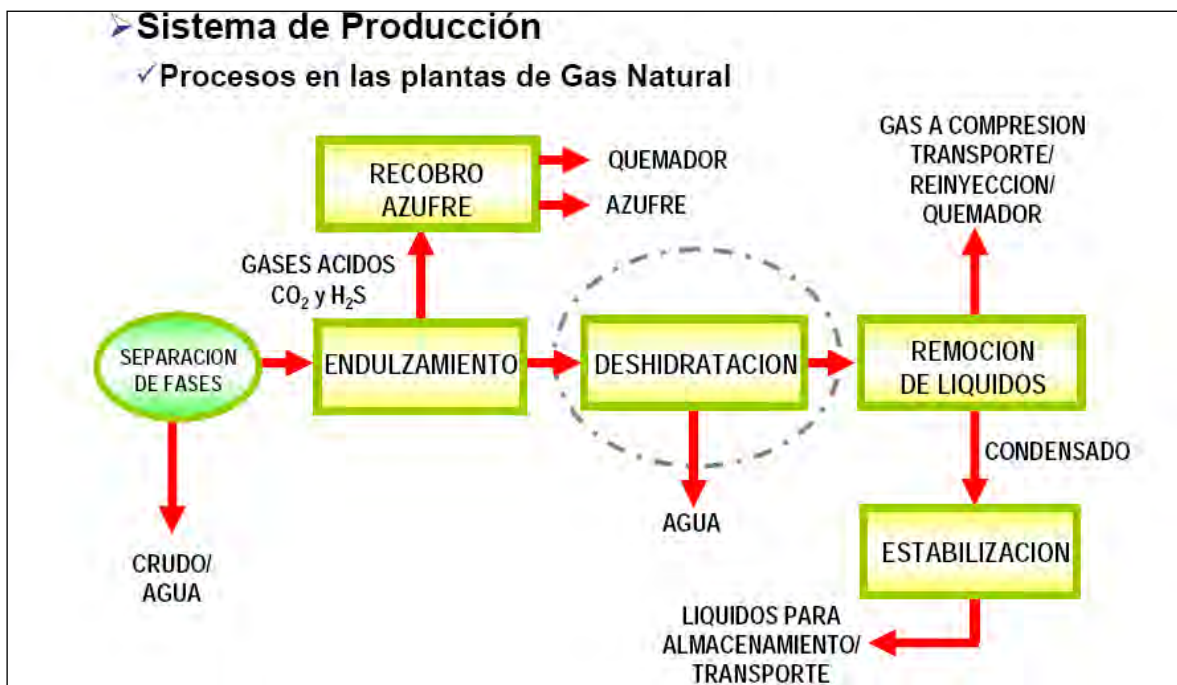 ➢Sistema de Producción
✓Procesos en las plantas de Gas Natural
GAS A COMPRESION
TRANSPORTE/
REINYECCION/
QUEMADOR
RECOBRO
AZUFRE
QUEMADOR
AZUFRE
GASES ACIDOS
CO₂ y H₂S
SEPARACION
DE FASES
ENDULZAMIENTO
DESHIDRATACION
REMOCION
DE LIQUIDOS
CONDENSADO
CRUDO/
AGUA
AGUA
ESTABILIZACION
LIQUIDOS PARA
ALMACENAMIENTO/
TRANSPORTE